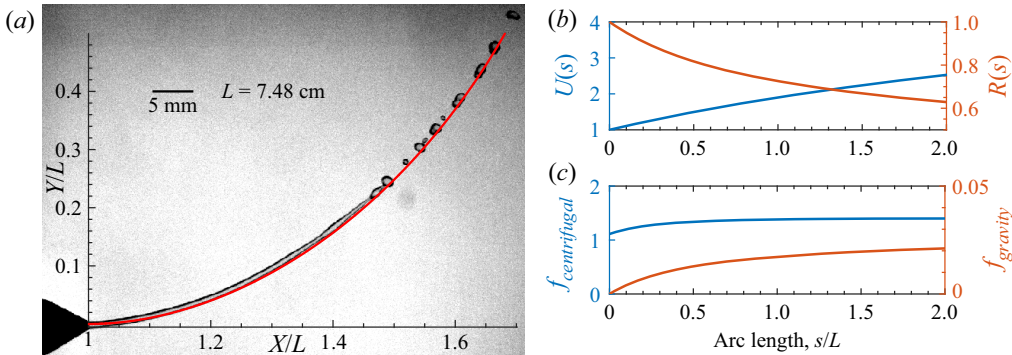 (a)
Y/L
0.4
0.3
0.2
0.1
5 mm
L = 7.48 cm
1
1.2
1.4
1.6
X/L
(b)
U(s)
4
3
2
1
R(s)
1.0
0.8
0.6
0
0.5
1.0
1.5
2.0
(c)
f_centrifugal
2
1
0
f_gravity
0.05
0
0
0.5
1.0
1.5
2.0
Arc length, s/L